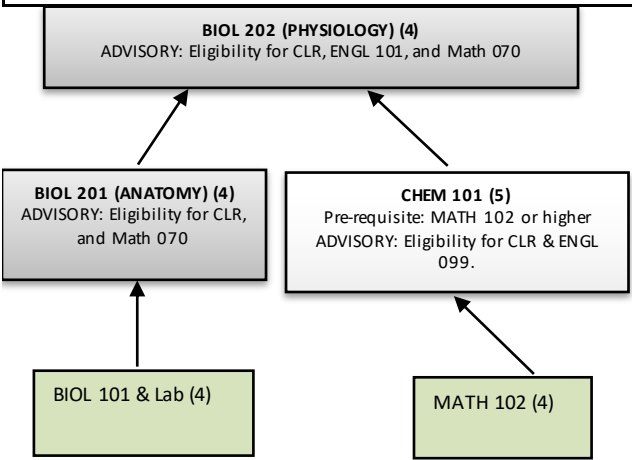 BIOL 202 (PHYSIOLOGY) (4)
ADVISORY: Eligibility for CLR, ENGL 101, and Math 070
BIOL 201 (ANATOMY) (4)
ADVISORY: Eligibility for CLR,
and Math 070
CHEM 101 (5)
Pre-requisite: MATH 102 or higher
ADVISORY: Eligibility for CLR & ENGL
099.
BIOL 101 & Lab (4)
MATH 102 (4)